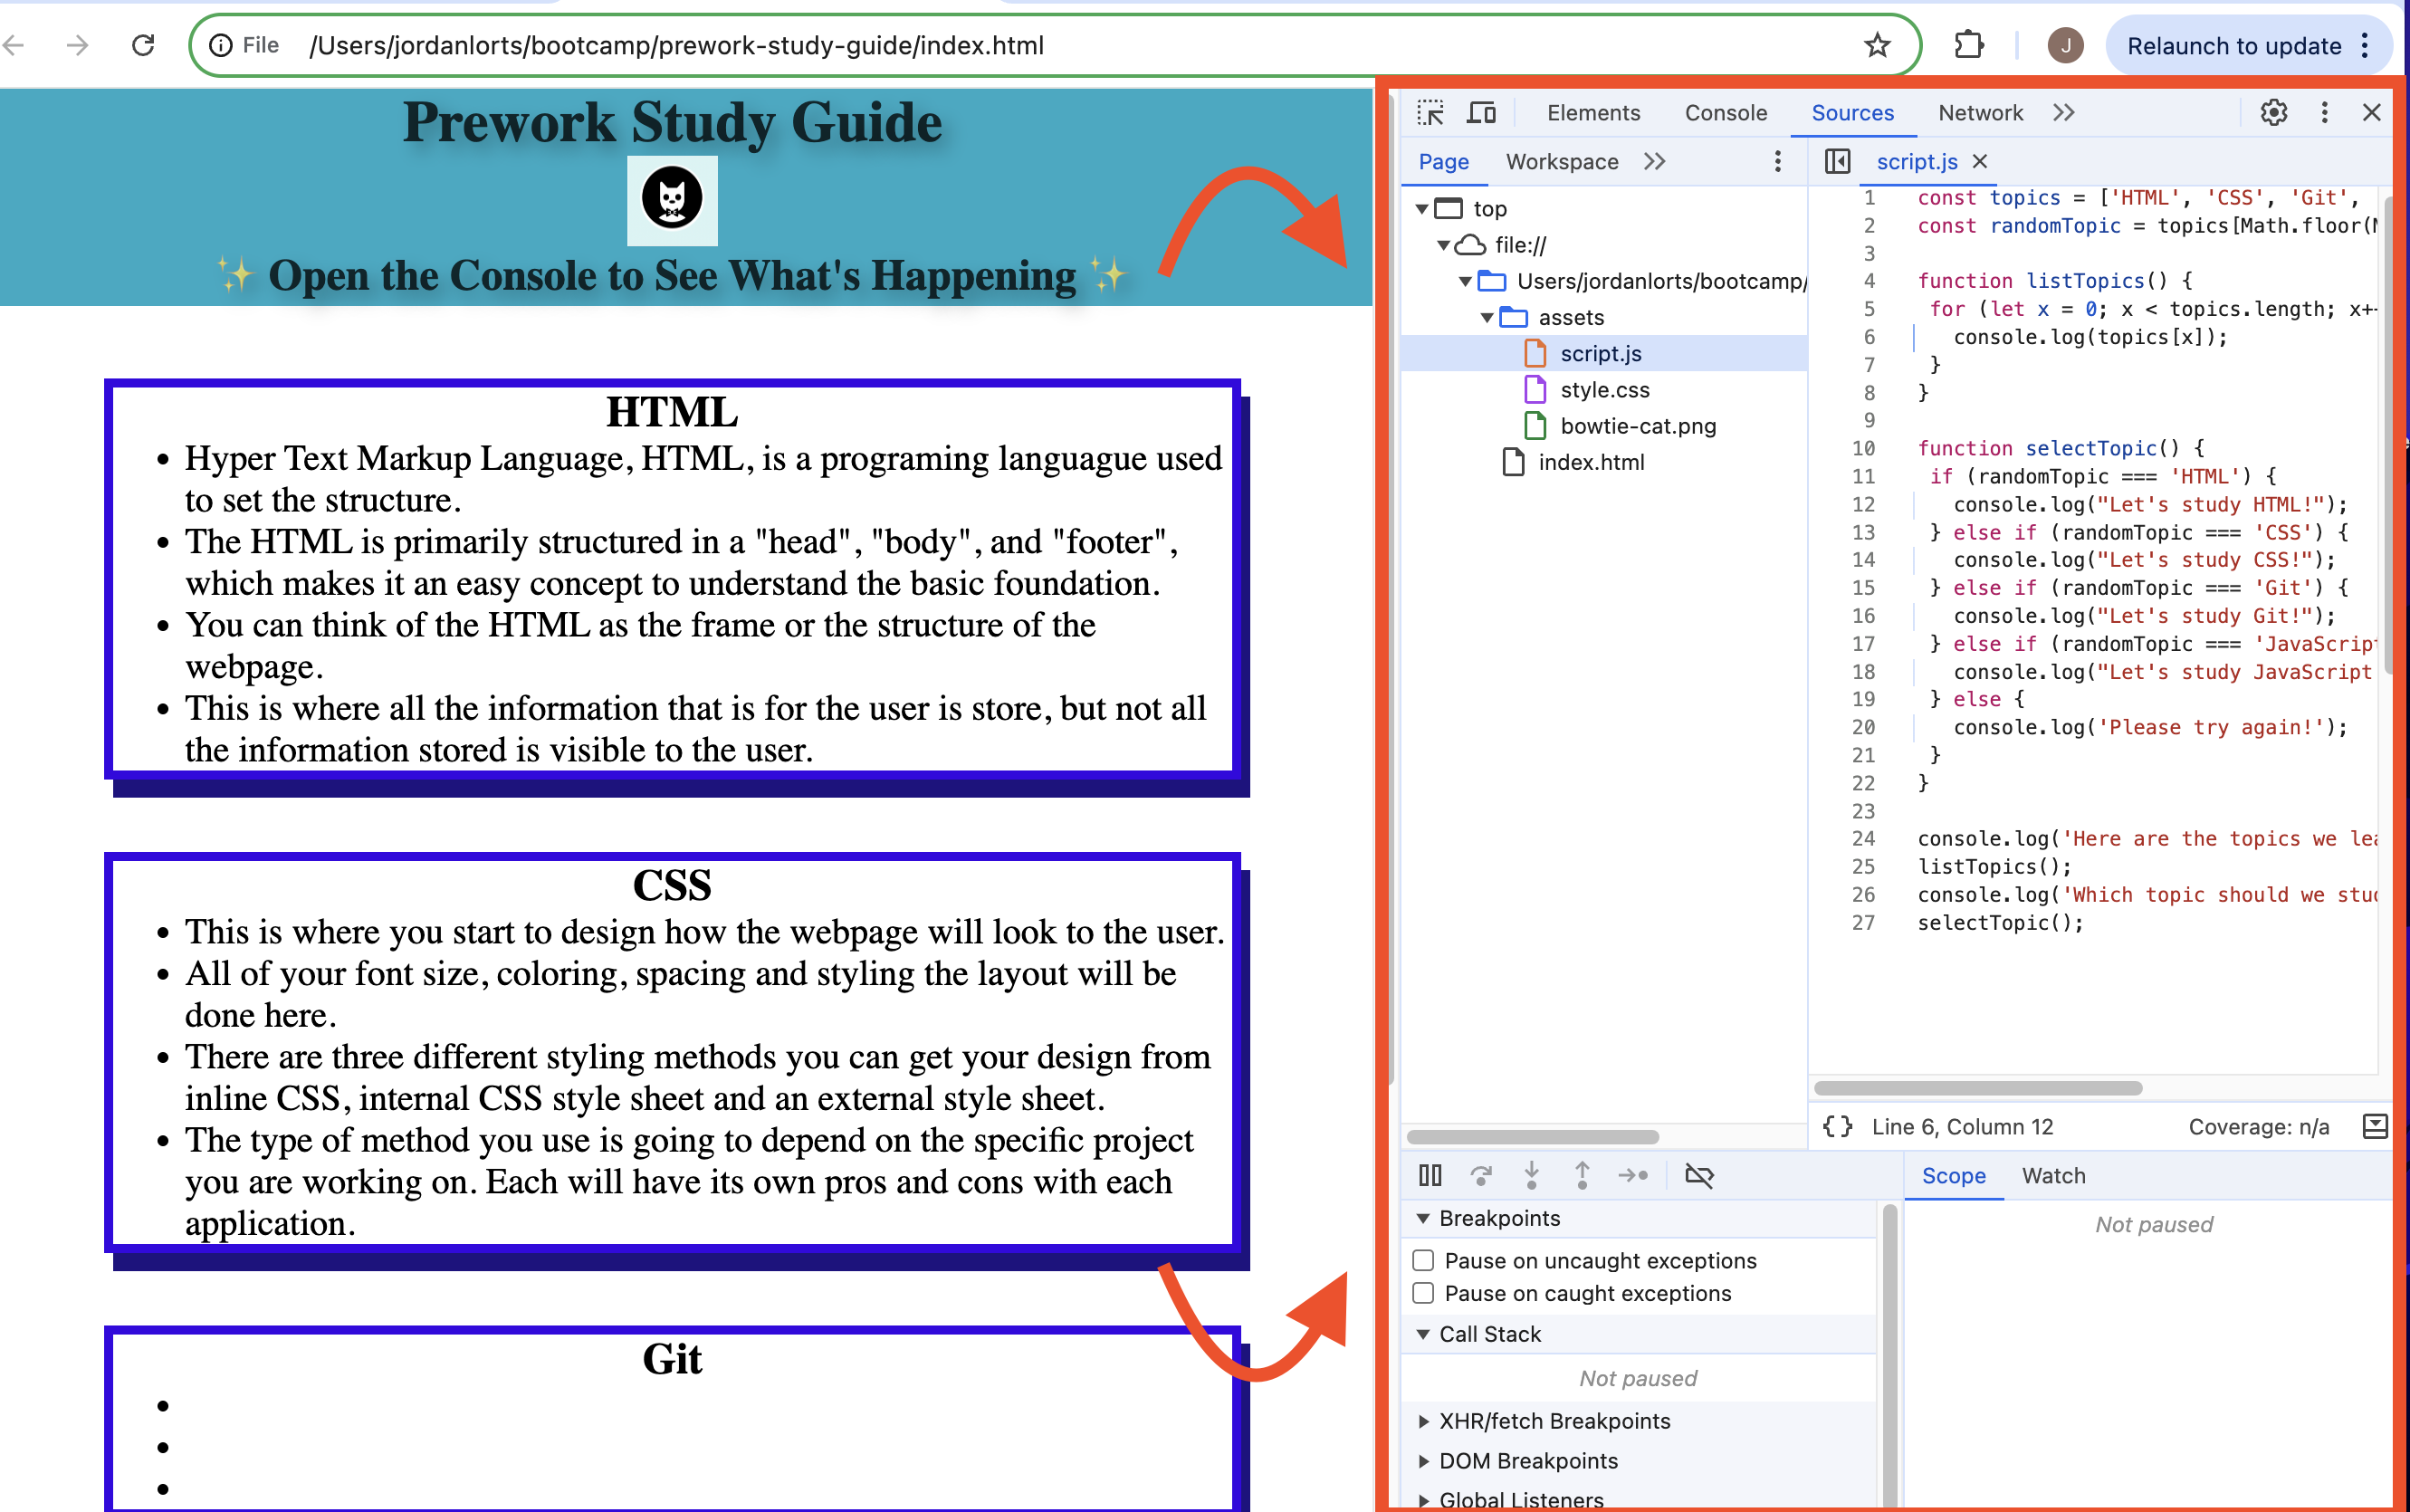 File /Users/jordanlorts/bootcamp/prework-study-guide/index.html
J
Relaunch to update
Prework Study Guide
✨ Open the Console to See What's Happening ✨
HTML
• Hyper Text Markup Language, HTML, is a programing languague used
to set the structure.
• The HTML is primarily structured in a "head", "body", and "footer",
which makes it an easy concept to understand the basic foundation.
• You can think of the HTML as the frame or the structure of the
webpage.
• This is where all the information that is for the user is store, but not all
the information stored is visible to the user.
CSS
• This is where you start to design how the webpage will look to the user.
• All of your font size, coloring, spacing and styling the layout will be
done here.
• There are three different styling methods you can get your design from
inline CSS, internal CSS style sheet and an external style sheet.
• The type of method you use is going to depend on the specific project
you are working on. Each will have its own pros and cons with each
application.
Git
Elements Console Sources Network
Page Workspace
top
file://
Users/jordanlorts/bootcamp/
assets
script.js
style.css
bowtie-cat.png
index.html
script.js
1 const topics = ['HTML', 'CSS', 'Git',
2 const randomTopic = topics[Math.floor(
3
4 function listTopics() {
5 for (let x = 0; x < topics.length; x+
6 console.log(topics[x]);
7 }
8 }
9
10 function selectTopic() {
11 if (randomTopic === 'HTML') {
12 console.log("Let's study HTML!");
13 } else if (randomTopic === 'CSS') {
14 console.log("Let's study CSS!");
15 } else if (randomTopic === 'Git') {
16 console.log("Let's study Git!");
17 } else if (randomTopic === 'JavaScript
18 console.log("Let's study JavaScript
19 } else {
20 console.log('Please try again!');
21 }
22 }
23
24 console.log('Here are the topics we lea
25 listTopics();
26 console.log('Which topic should we stud
27 selectTopic();
{ } Line 6, Column 12 Coverage: n/a
Breakpoints
Pause on uncaught exceptions
Pause on caught exceptions
Call Stack
Not paused
XHR/fetch Breakpoints
DOM Breakpoints
Global Listeners
Scope Watch
Not paused